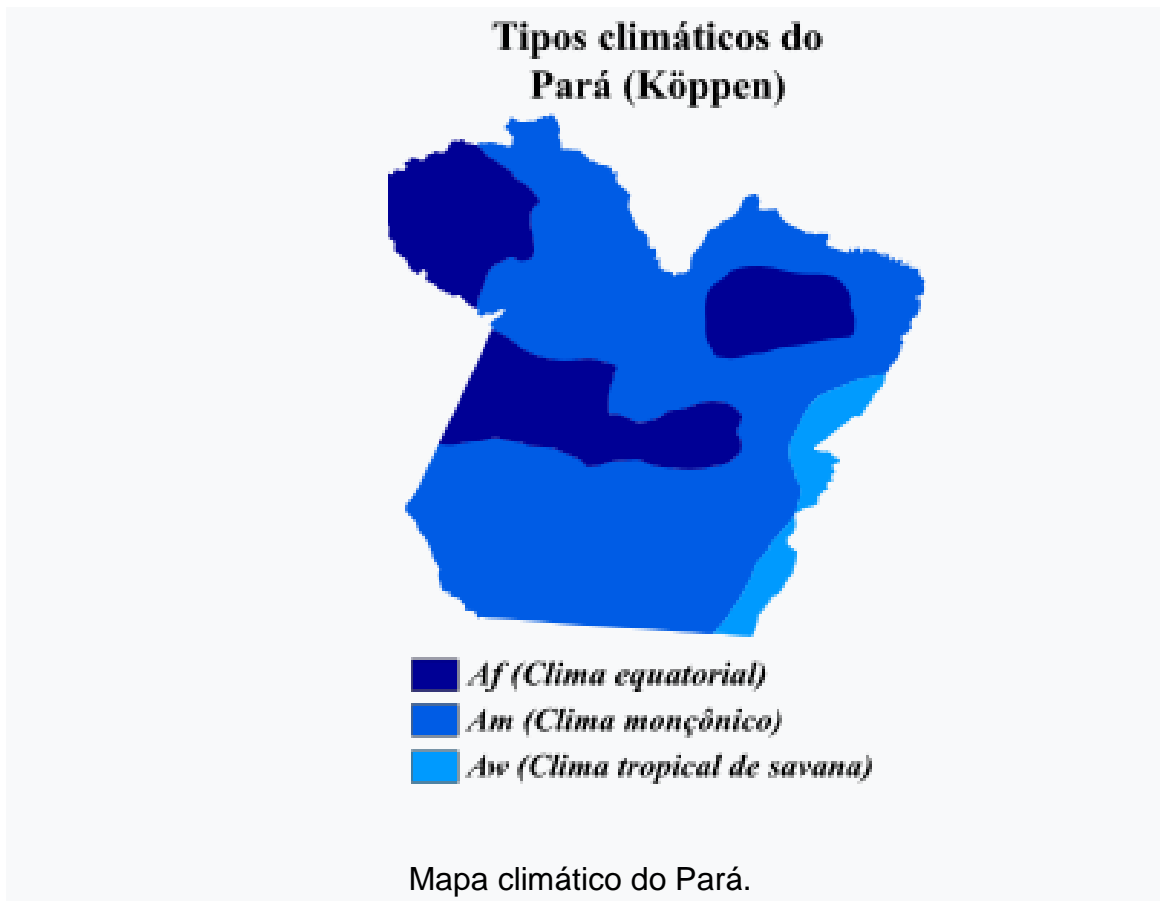 Tipos climáticos do
Pará (Köppen)
Af (Clima equatorial)
Am (Clima monçônico)
Aw (Clima tropical de savana)
Mapa climático do Pará.